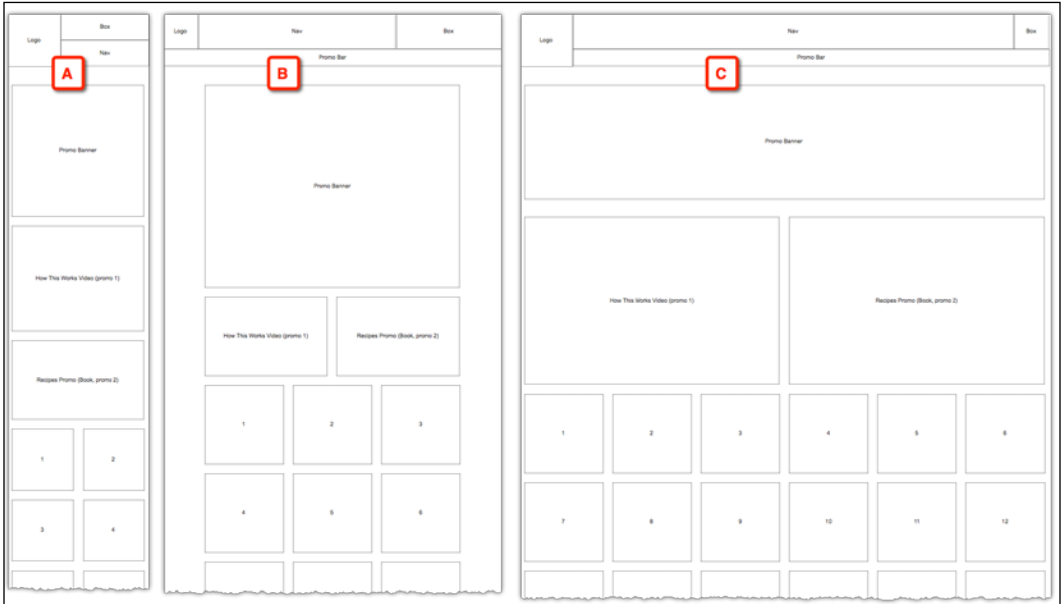 Logo
Box
Nav
A
Promo Banner
How This Works Video (promo 1)
Recipes Promo (Book, promo 2)
1
2
3
4
Logo
Nav
Box
Promo Bar
B
Promo Banner
How This Works Video (promo 1)
Recipes Promo (Book, promo 2)
1
2
3
4
5
6
Logo
Nav
Box
Promo Bar
C
Promo Banner
How This Works Video (promo 1)
Recipes Promo (Book, promo 2)
1
2
3
4
5
6
7
8
9
10
11
12